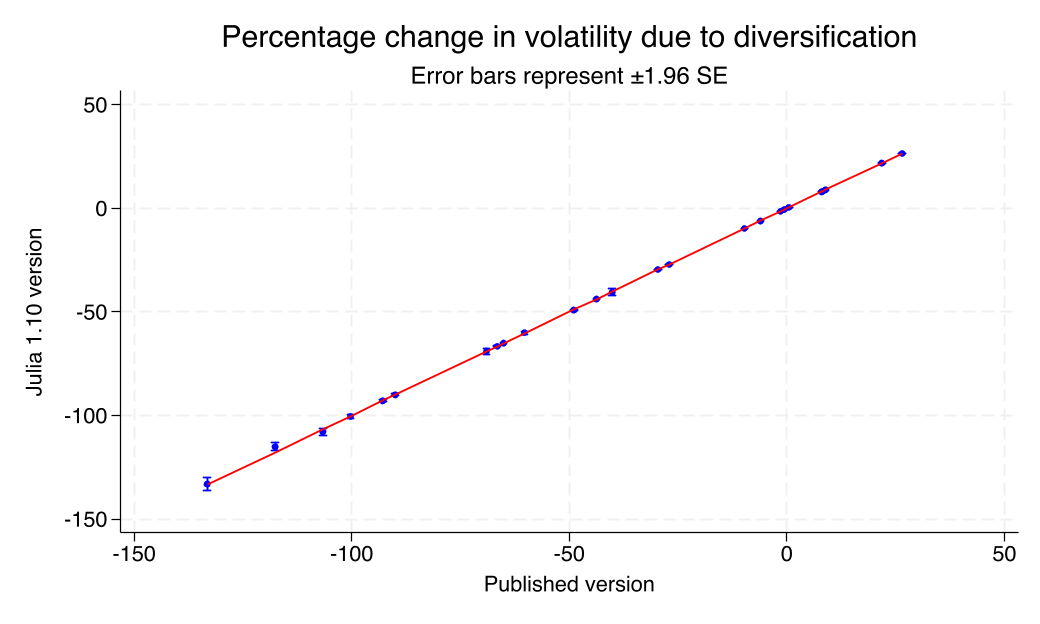 Percentage change in volatility due to diversification
Error bars represent ±1.96 SE
Julia 1.10 version
50
0
-50
-100
-150
-150
-100
-50
0
50
Published version